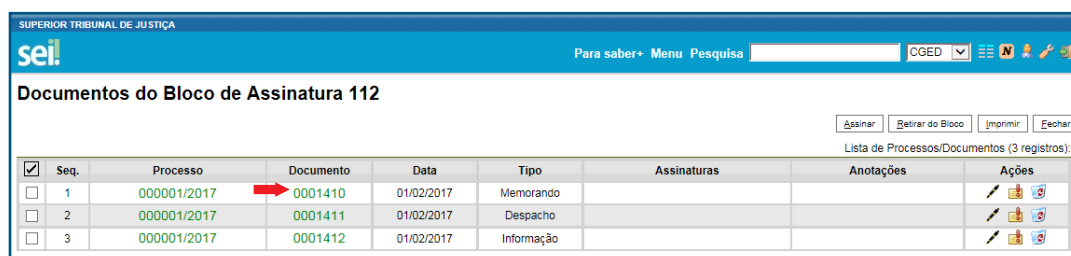 SUPERIOR TRIBUNAL DE JUSTIÇA
sei!
Para saber+ Menu Pesquisa CGED N
Documentos do Bloco de Assinatura 112
Assinar Retirar do Bloco Imprimir Fechar
Lista de Processos/Documentos (3 registros):
Seq. Processo Documento Data Tipo Assinaturas Anotações Ações
1 000001/2017 0001410 01/02/2017 Memorando
2 000001/2017 0001411 01/02/2017 Despacho
3 000001/2017 0001412 01/02/2017 Informação